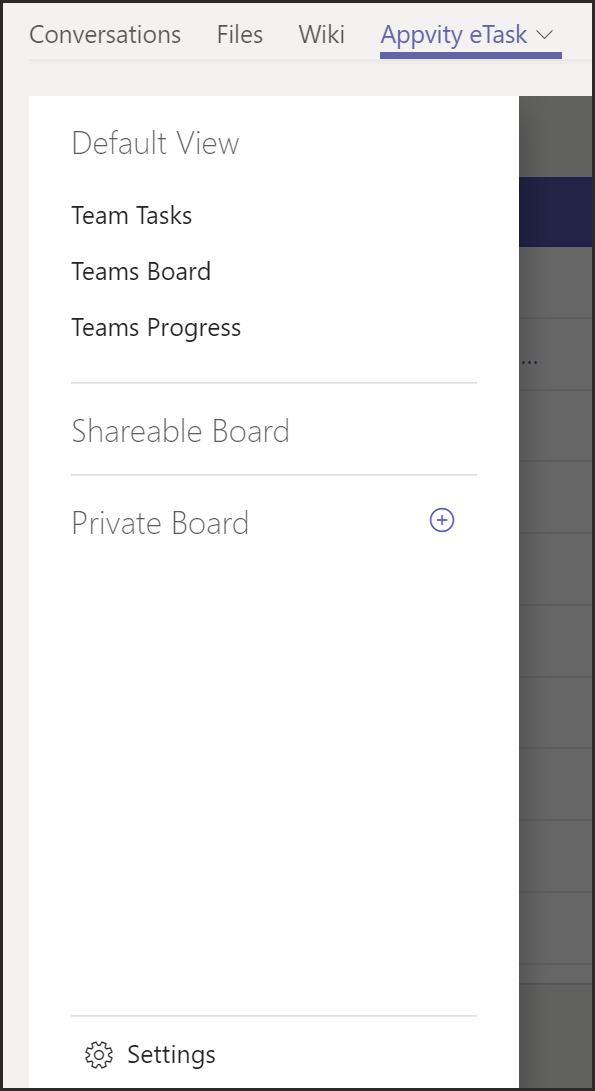 Conversations Files Wiki Appvity eTask
Default View
Team Tasks
Teams Board
Teams Progress
...
Shareable Board
Private Board
Settings